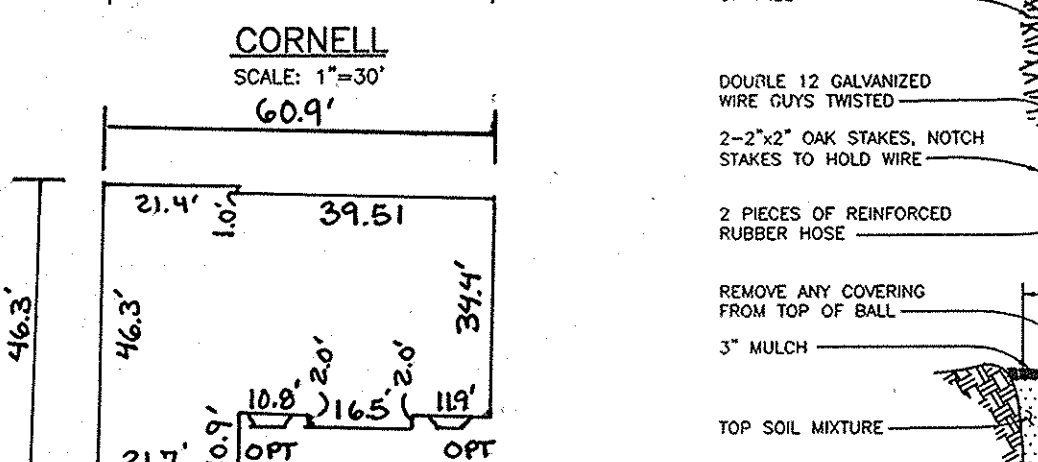 CORNELL
SCALE: 1"=30'
60.9'
21.4'
1.0'
39.51
46.3'
46.3'
34.4'
2.0'
2.0'
10.8'
16.5'
11.9'
OPT
OPT
DOUBLE 12 GALVANIZED
WIRE GUYS TWISTED
2-2"x2" OAK STAKES, NOTCH
STAKES TO HOLD WIRE
2 PIECES OF REINFORCED
RUBBER HOSE
REMOVE ANY COVERING
FROM TOP OF BALL
3" MULCH
TOP SOIL MIXTURE